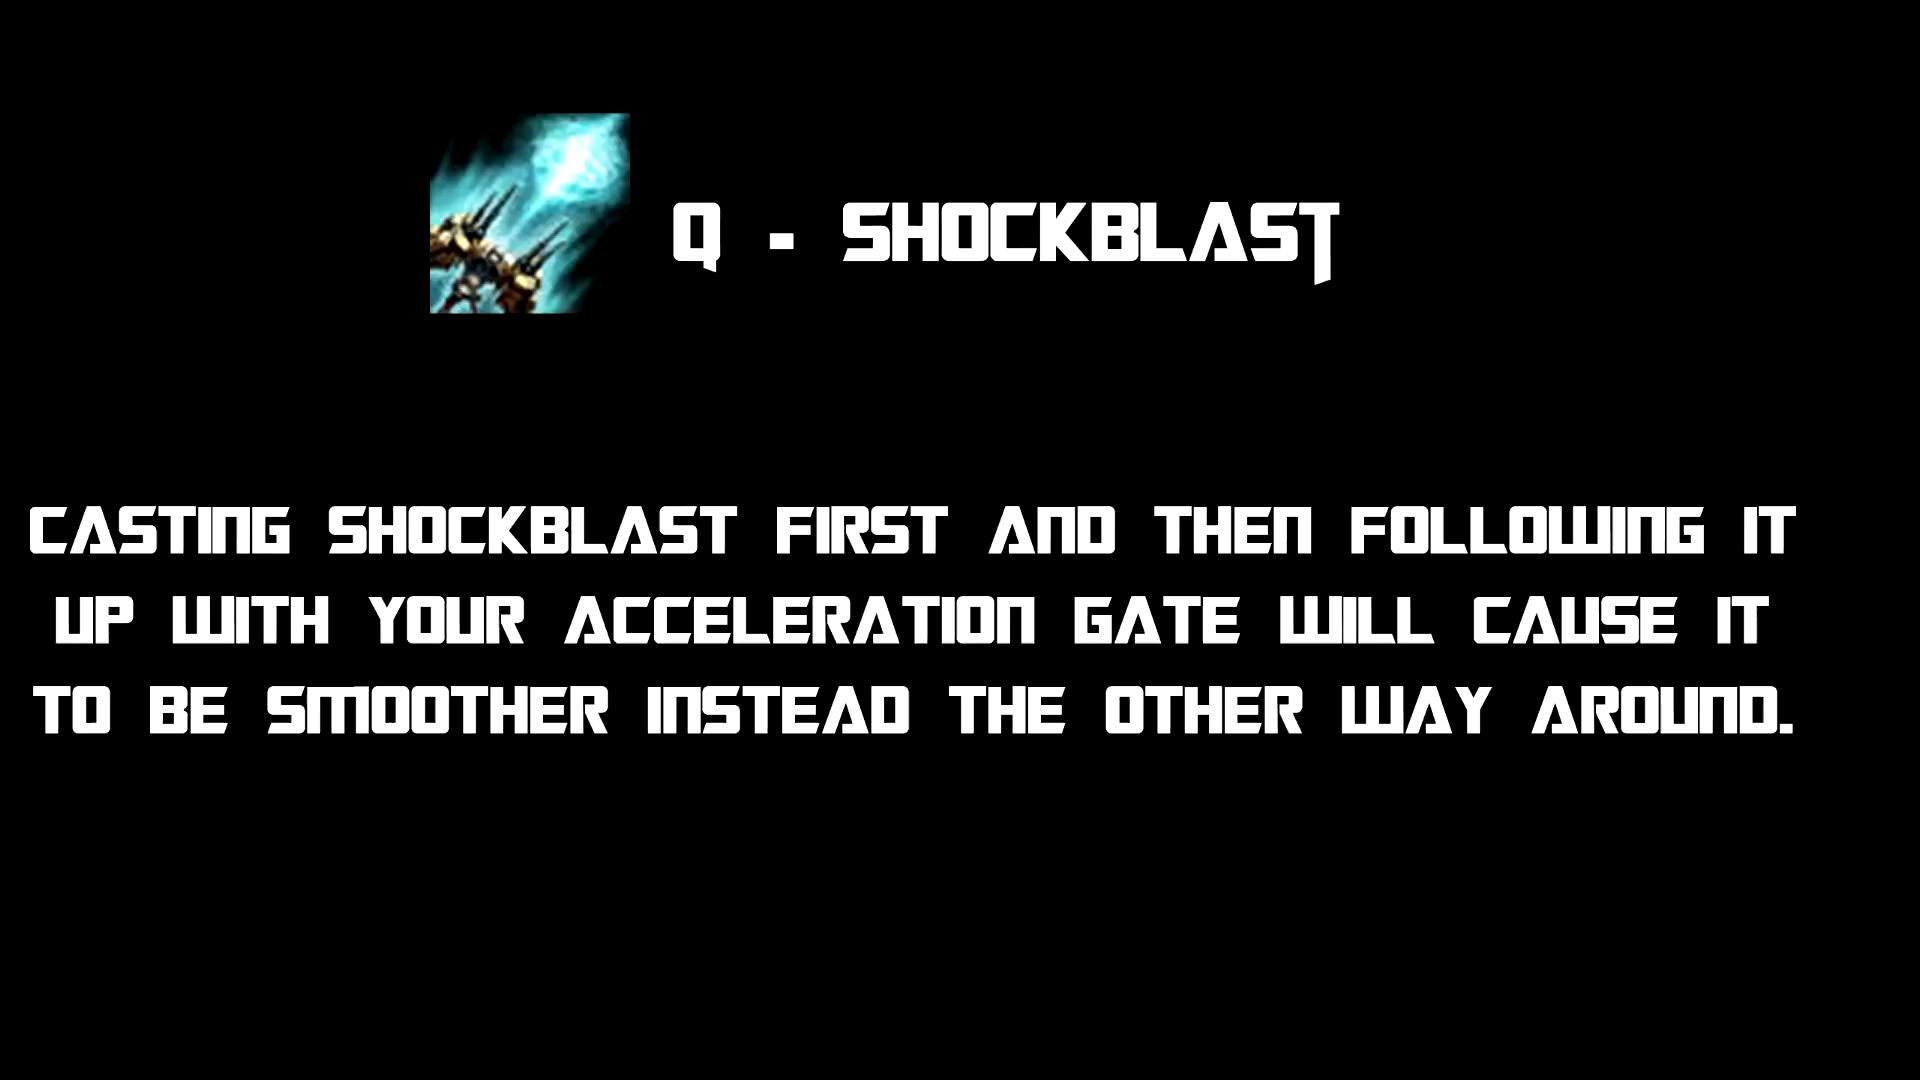 Q - SHOCKBLAST
CASTING SHOCKBLAST FIRST AND THEN FOLLOWING IT
UP WITH YOUR ACCELERATION GATE WILL CAUSE IT
TO BE SMOOTHER INSTEAD THE OTHER WAY AROUND.